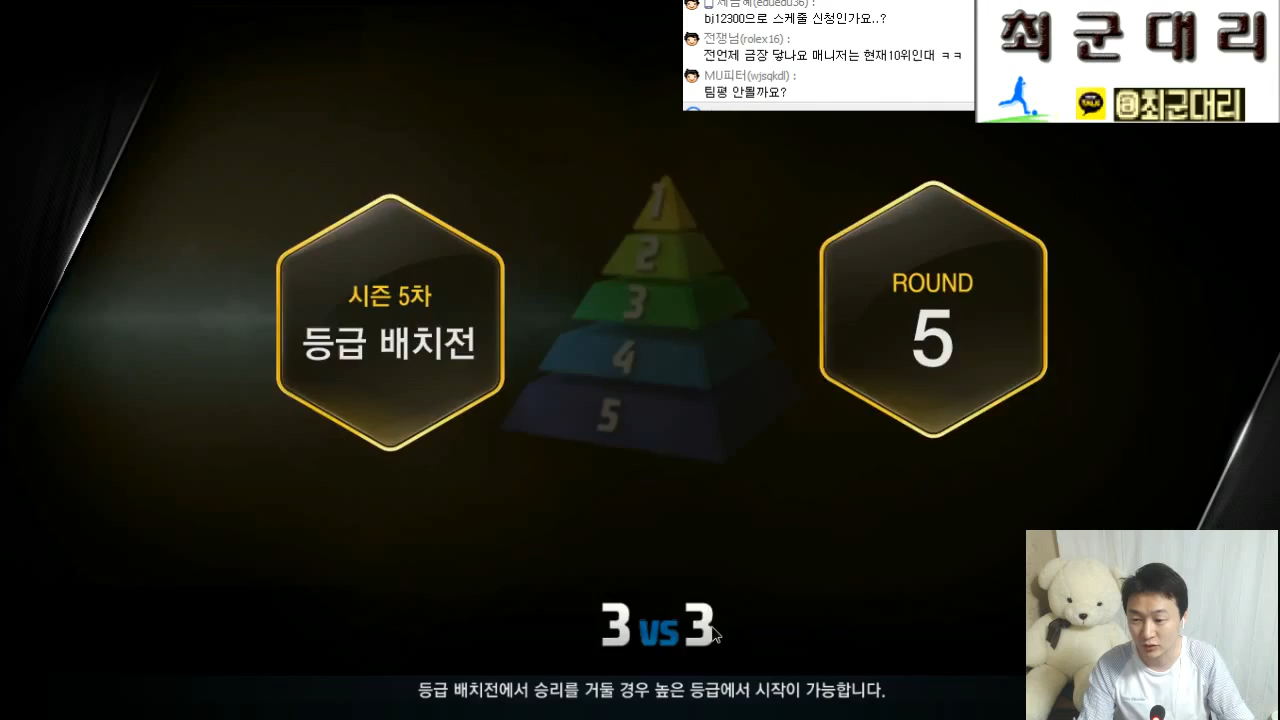 bj12300으로 스케줄 신청인가요..?
전쟁님(rolex16) :
전언제 금장 닿나요 매니저는 현재10위인대 ㅋㅋ
MU피터(wjsqkdl) :
팀평 안될까요?
최군대리
TALK @최군대리
시즌 5차
등급 배치전
1
2
3
4
5
ROUND
5
3 VS 3
등급 배치전에서 승리를 거둘 경우 높은 등급에서 시작이 가능합니다.